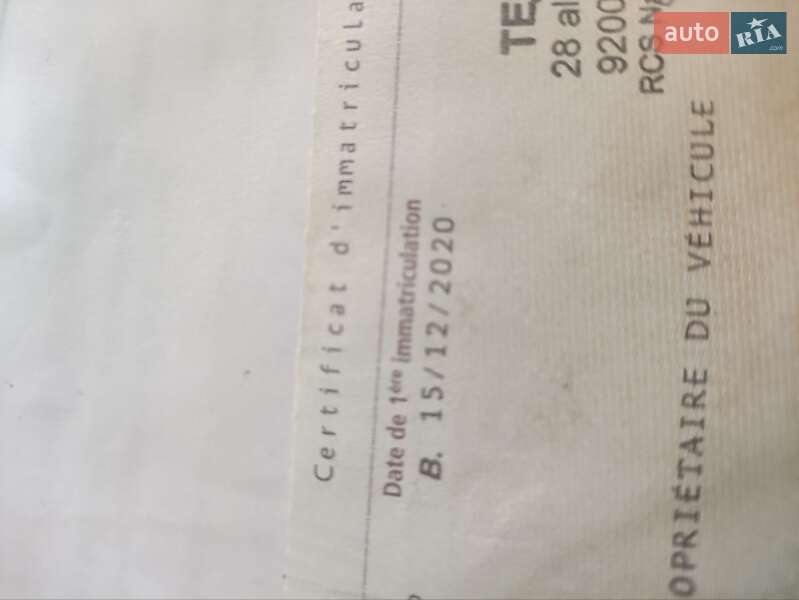 Certificat d'immatricula
Date de 1ère immatriculation
B. 15/12/2020
TE
28 al
9200
RCS N
OPRIÉTAIRE DU VÉHICULE
auto RIA
.com